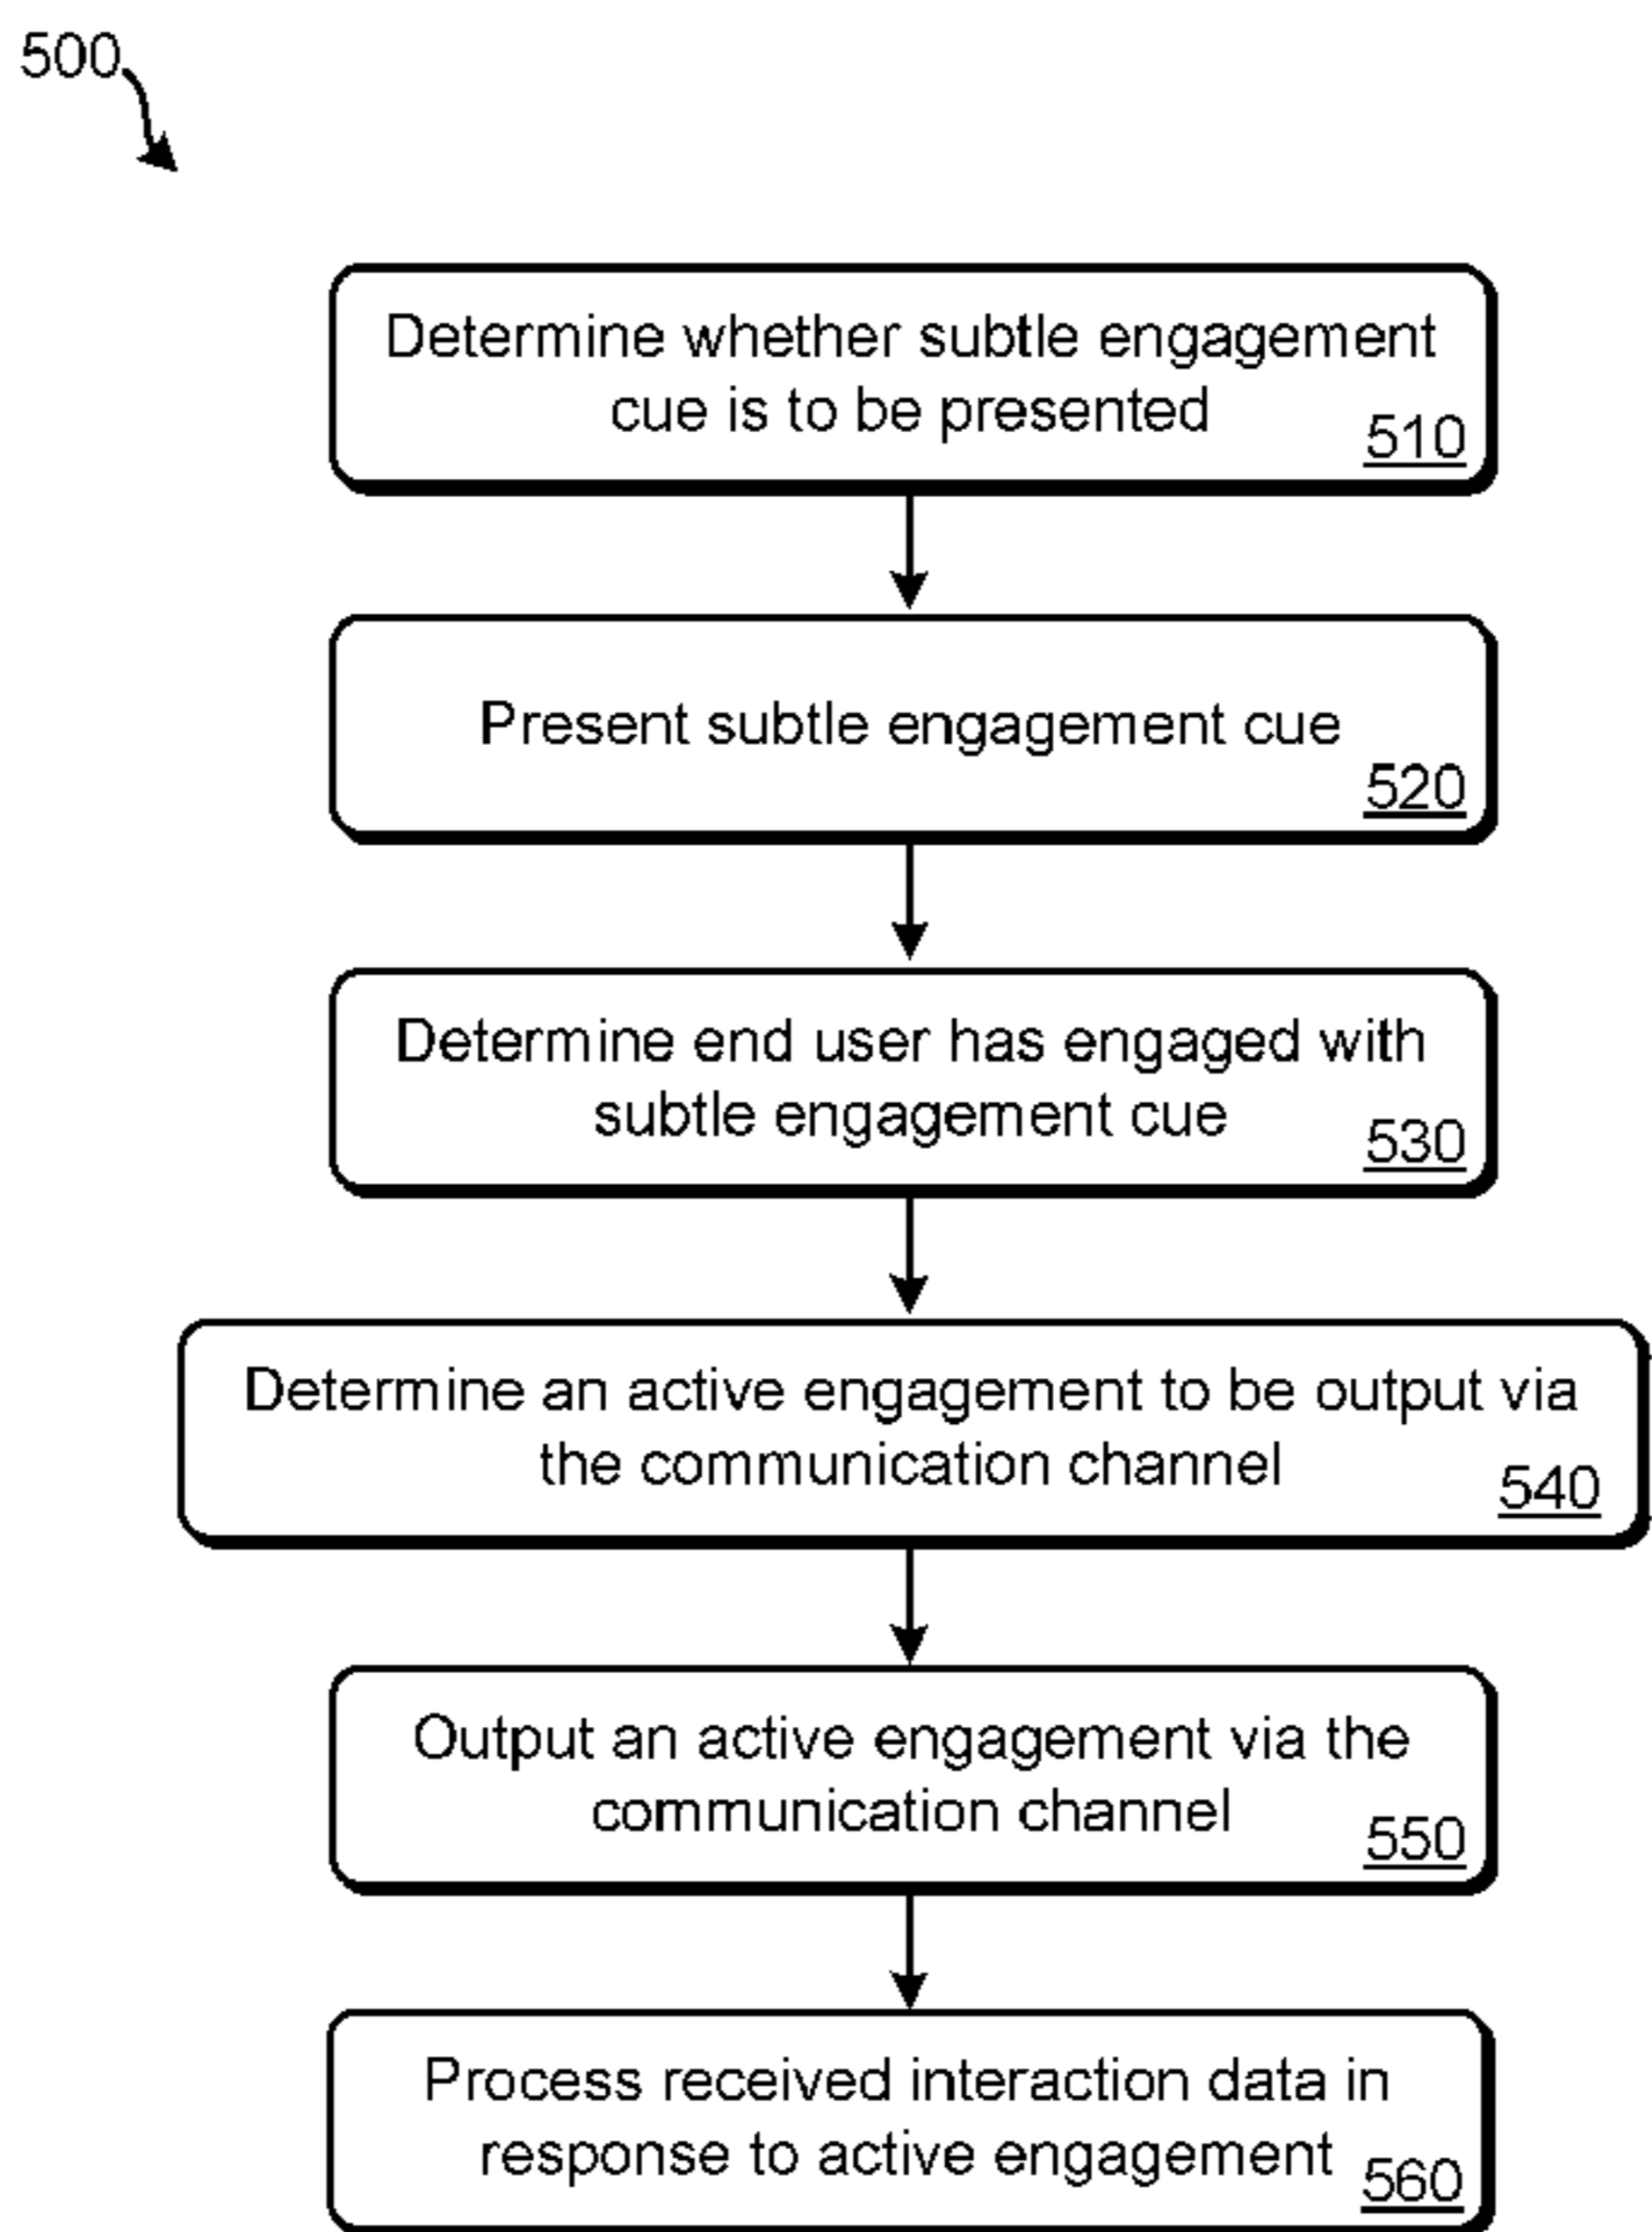 500
Determine whether subtle engagement
cue is to be presented
510
Present subtle engagement cue
520
Determine end user has engaged with
subtle engagement cue
530
Determine an active engagement to be output via
the communication channel
540
Output an active engagement via the
communication channel
550
Process received interaction data in
response to active engagement
560